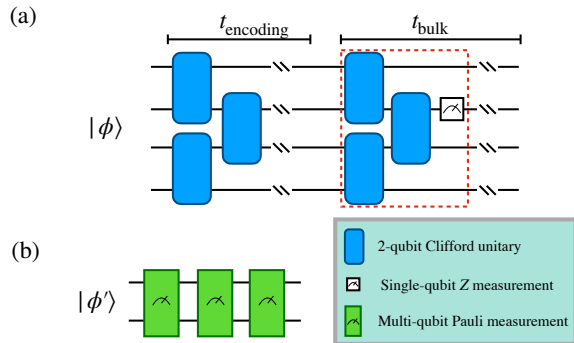 (a)
t_encoding
t_bulk
|ϕ⟩
(b)
|ϕ′⟩
2-qubit Clifford unitary
Single-qubit Z measurement
Multi-qubit Pauli measurement